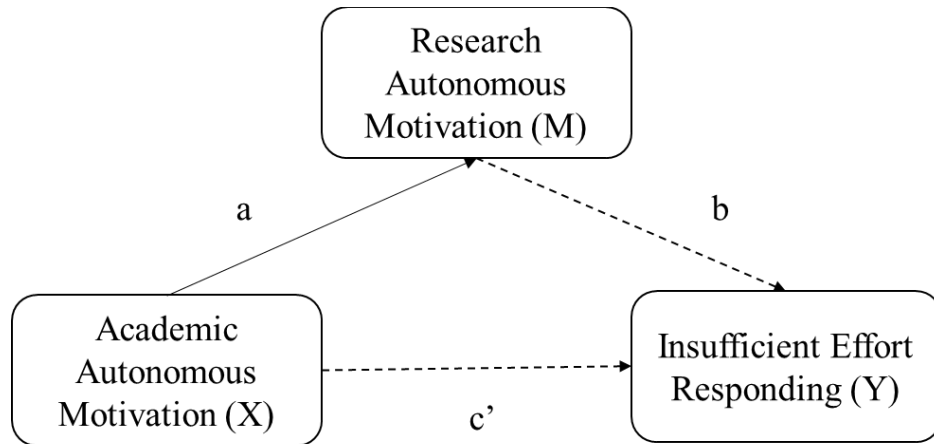 Research
Autonomous
Motivation (M)
a
b
Academic
Autonomous
Motivation (X)
Insufficient Effort
Responding (Y)
c’